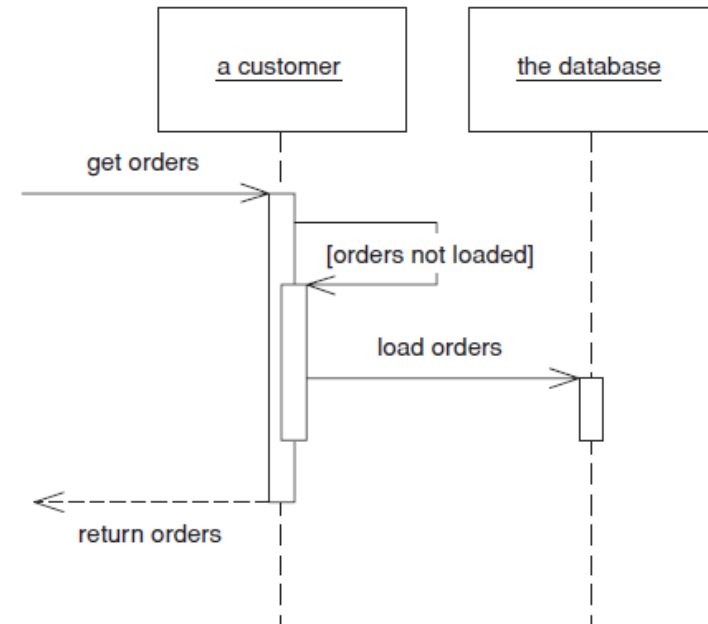 a customer
the database
get orders
[orders not loaded]
load orders
return orders